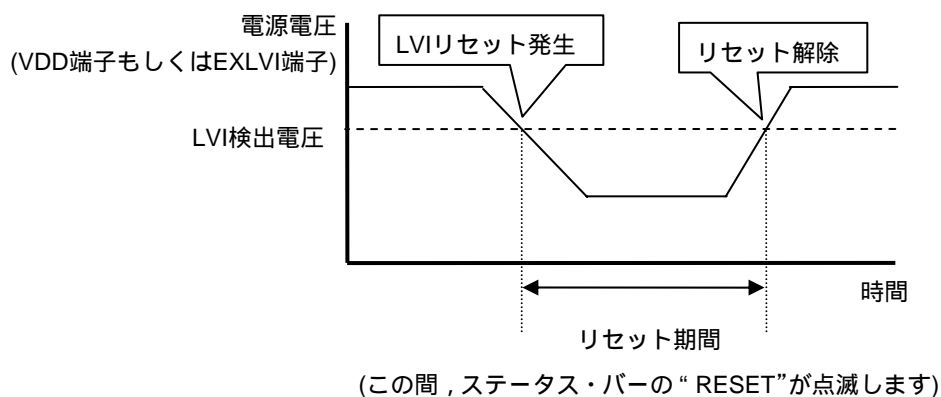 電源電圧
(VDD端子もしくはEXLVI端子)
LVIリセット発生
リセット解除
LVI検出電圧
時間
リセット期間
(この間 , ステータス・バーの “ RESET”が点滅します)